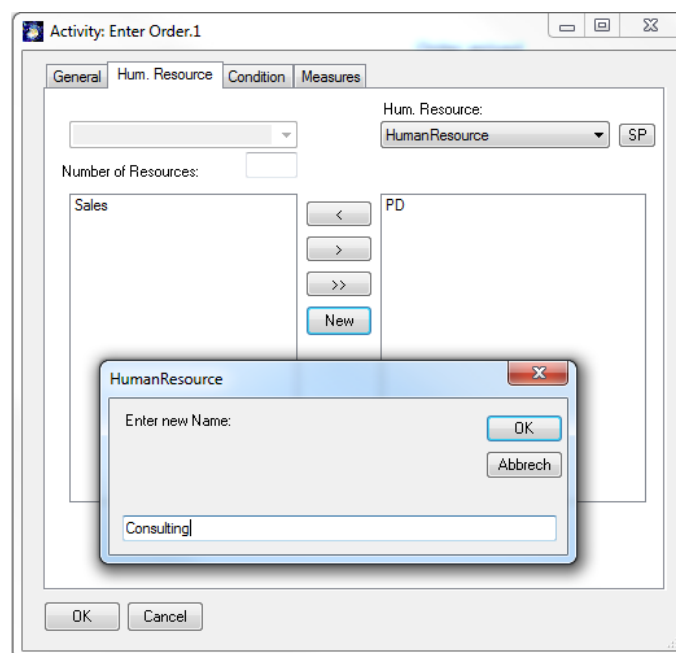 Activity: Enter Order.1
General Hum. Resource Condition Measures
Hum. Resource:
HumanResource SP
Number of Resources:
Sales < PD
>
>>
New
HumanResource
Enter new Name:
OK
Abbrech
Consulting
OK Cancel